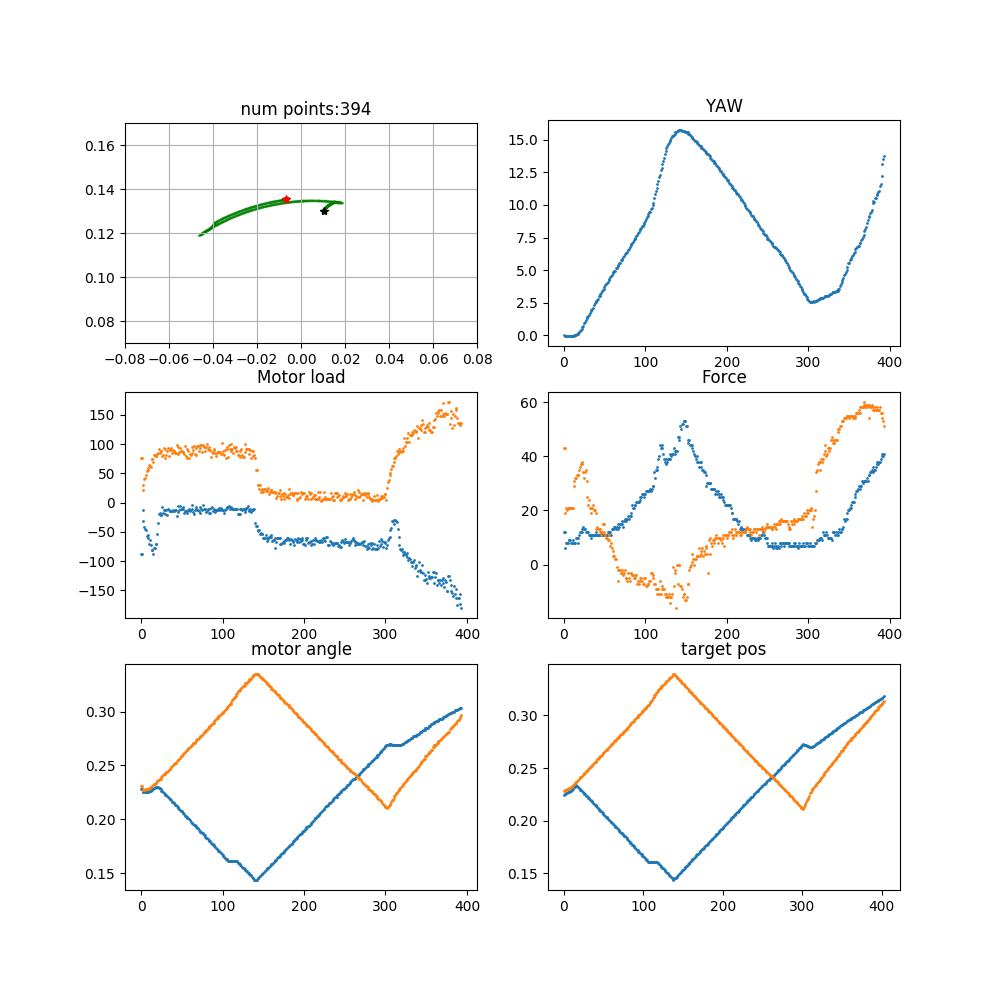 num points:394
0.16
0.14
0.12
0.10
0.08
−0.08 −0.06 −0.04 −0.02 0.00 0.02 0.04 0.06 0.08
YAW
15.0
12.5
10.0
7.5
5.0
2.5
0.0
0 100 200 300 400
Motor load
150
100
50
0
−50
−100
−150
0 100 200 300 400
Force
60
40
20
0
0 100 200 300 400
motor angle
0.30
0.25
0.20
0.15
0 100 200 300 400
target pos
0.30
0.25
0.20
0.15
0 100 200 300 400